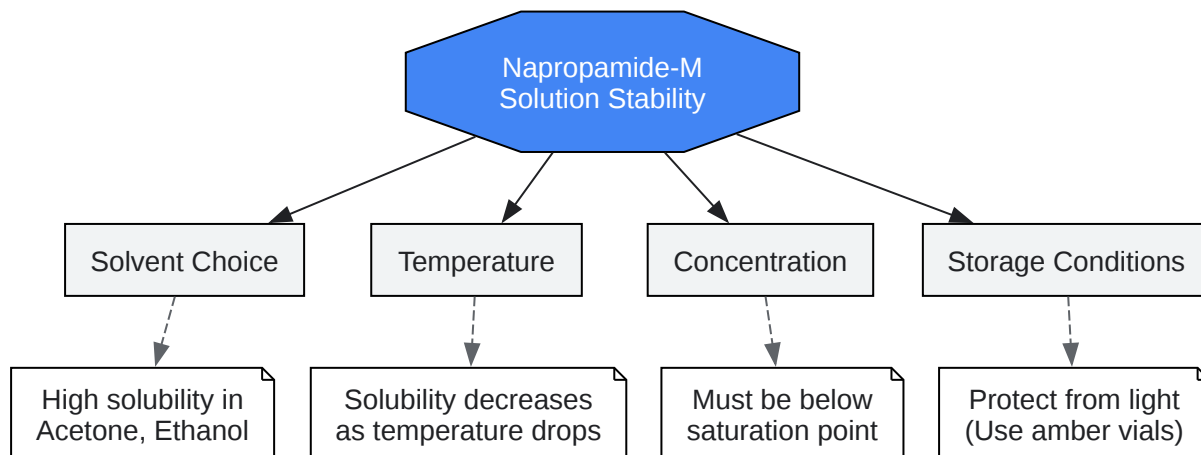 Napropamide-M
Solution Stability
Solvent Choice
Temperature
Concentration
Storage Conditions
High solubility in
Acetone, Ethanol
Solubility decreases
as temperature drops
Must be below
saturation point
Protect from light
(Use amber vials)